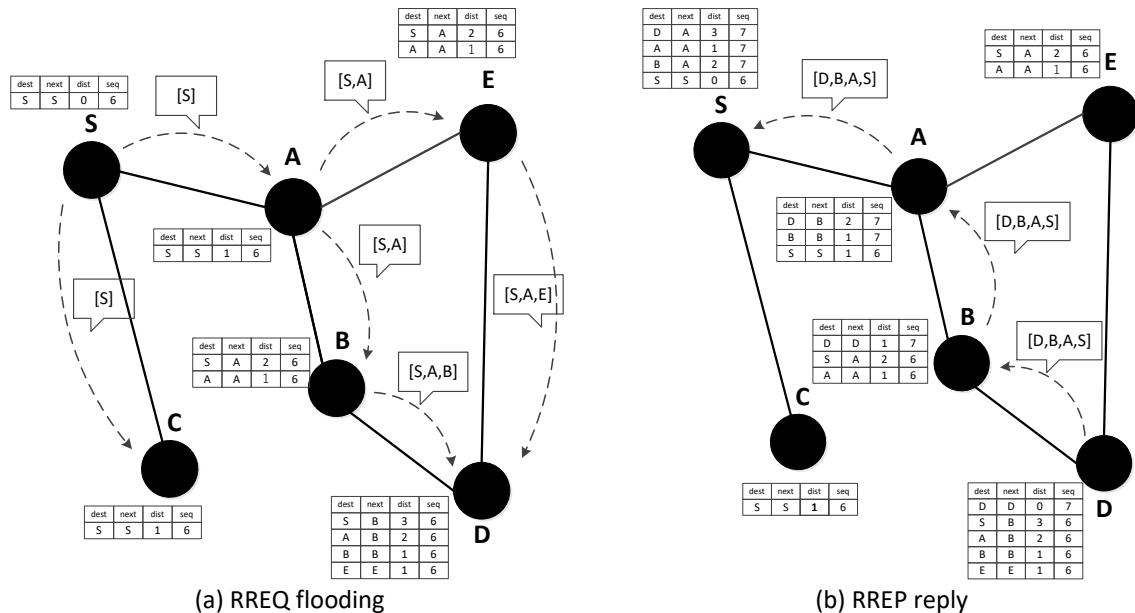 dest next dist seq
S A 2 6
A A 1 6
E
dest next dist seq
S S 0 6
S
[S]
[S,A]
A
dest next dist seq
S S 1 6
[S,A]
[S]
[S,A,E]
B
dest next dist seq
S A 2 6
A A 1 6
[S,A,B]
C
dest next dist seq
S S 1 6
dest next dist seq
S B 3 6
A B 2 6
B B 1 6
E E 1 6
D
(a) RREQ flooding
dest next dist seq
D A 3 7
A A 1 7
B A 2 7
S S 0 6
S
[D,B,A,S]
dest next dist seq
S A 2 6
A A 1 6
E
A
dest next dist seq
D B 2 7
B B 1 7
S S 1 6
[D,B,A,S]
B
dest next dist seq
D D 1 7
S A 2 6
A A 1 6
[D,B,A,S]
C
dest next dist seq
S S 1 6
dest next dist seq
D D 0 7
S B 3 6
A B 2 6
B B 1 6
E E 1 6
D
(b) RREP reply